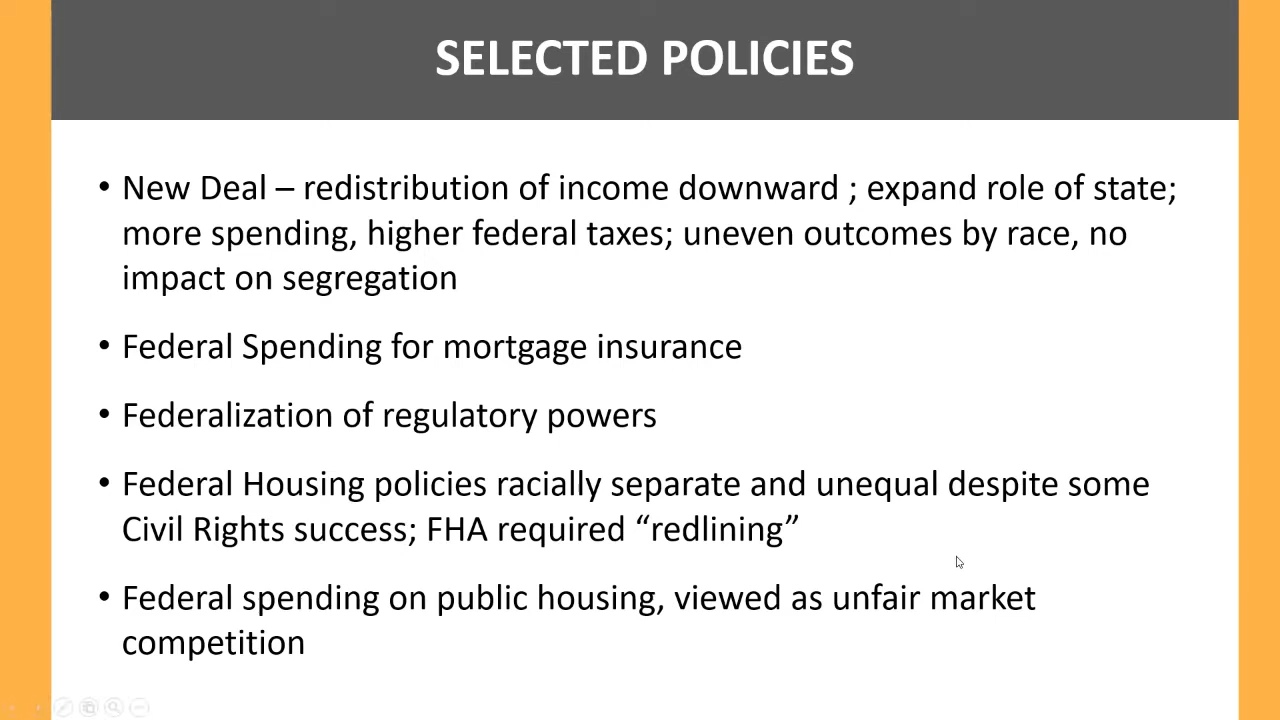 SELECTED POLICIES
• New Deal – redistribution of income downward ; expand role of state;
more spending, higher federal taxes; uneven outcomes by race, no
impact on segregation
• Federal Spending for mortgage insurance
• Federalization of regulatory powers
• Federal Housing policies racially separate and unequal despite some
Civil Rights success; FHA required “redlining”
• Federal spending on public housing, viewed as unfair market
competition